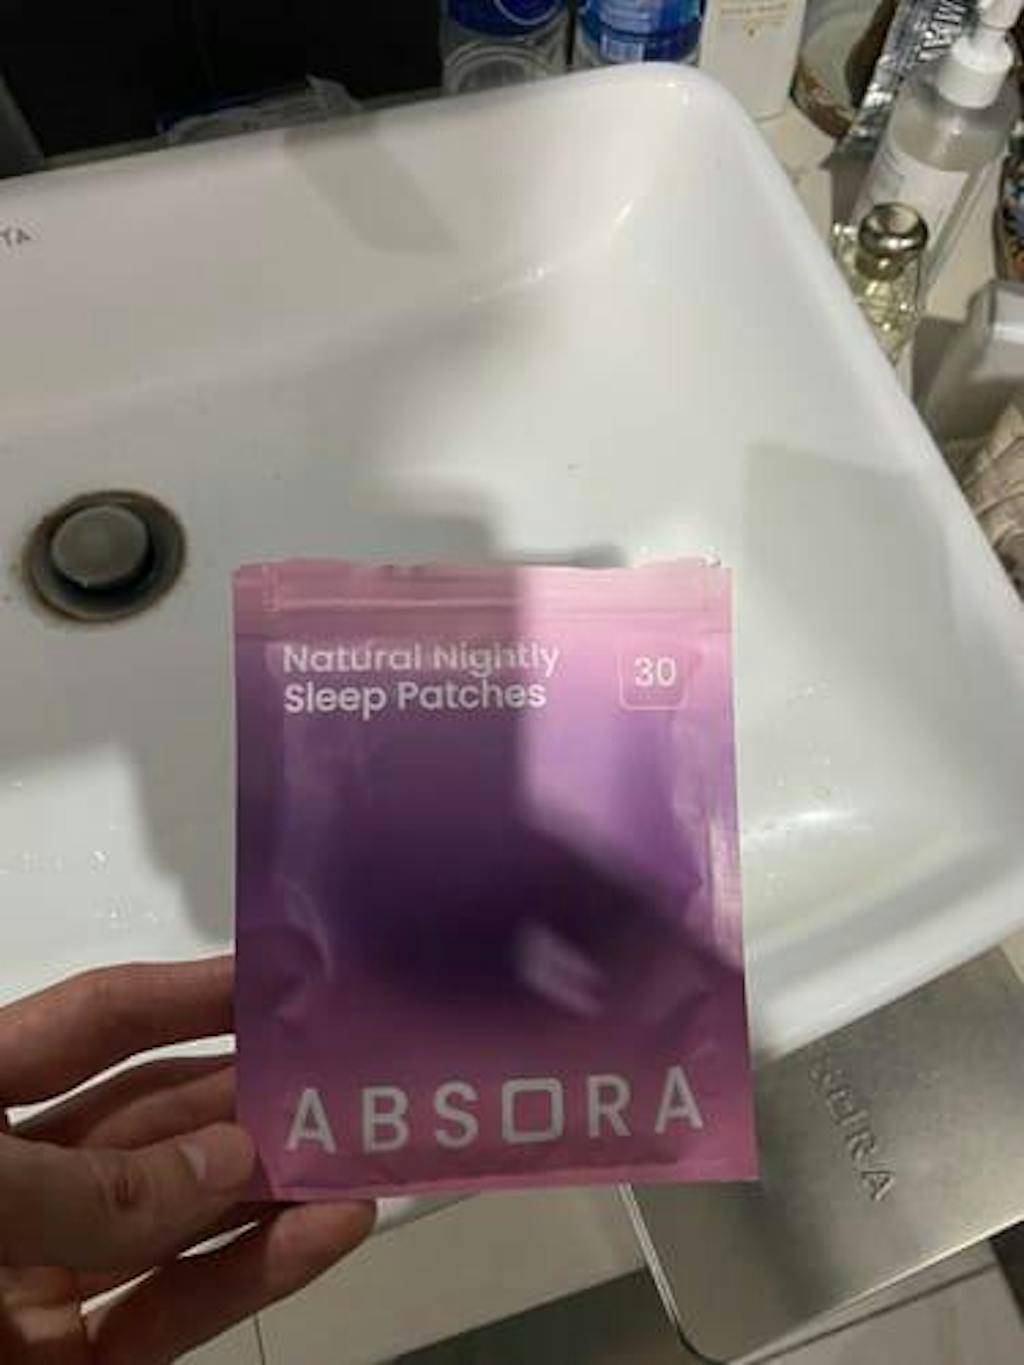 Natural Nightly
Sleep Patches
30
ABSORA